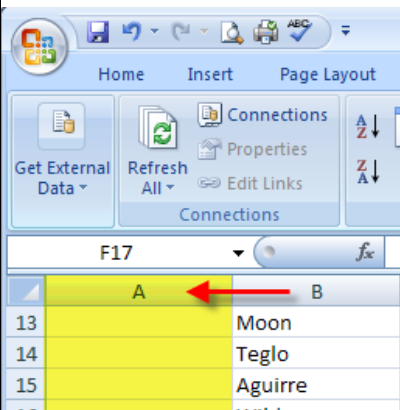 ABC
Home Insert Page Layout
Get External Data
Refresh All
Connections
Properties
Edit Links
A Z
Z A
Connections
F17 fx
A B
13 Moon
14 Teglo
15 Aguirre